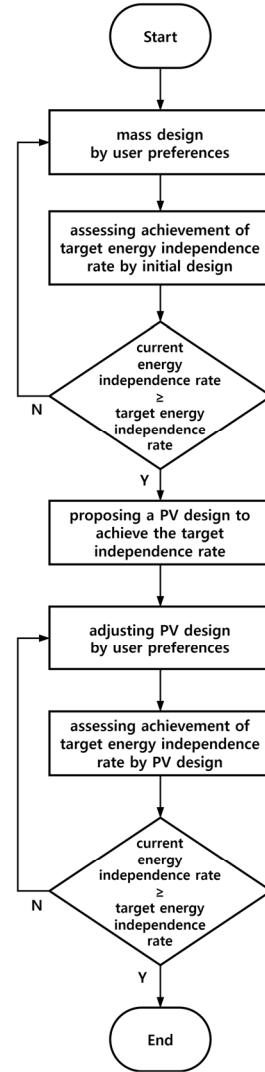 Start
mass design
by user preferences
assessing achievement of
target energy independence
rate by initial design
current
energy
independence rate
≥
target energy
independence
rate
N
Y
proposing a PV design to
achieve the target
independence rate
adjusting PV design
by user preferences
assessing achievement of
target energy independence
rate by PV design
current
energy
independence rate
≥
target energy
independence
rate
N
Y
End